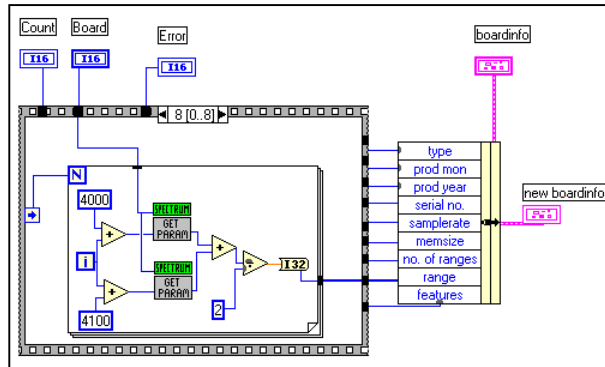 Count
Board
Error
boardinfo
I16
I16
I16
8 [0..8]
type
prod mon
prod year
serial no.
samplerate
memsize
no. of ranges
range
features
new boardinfo
N
4000
SPECTRUM
GET
PARAM
+
+
i
SPECTRUM
GET
PARAM
+
I32
4100
2